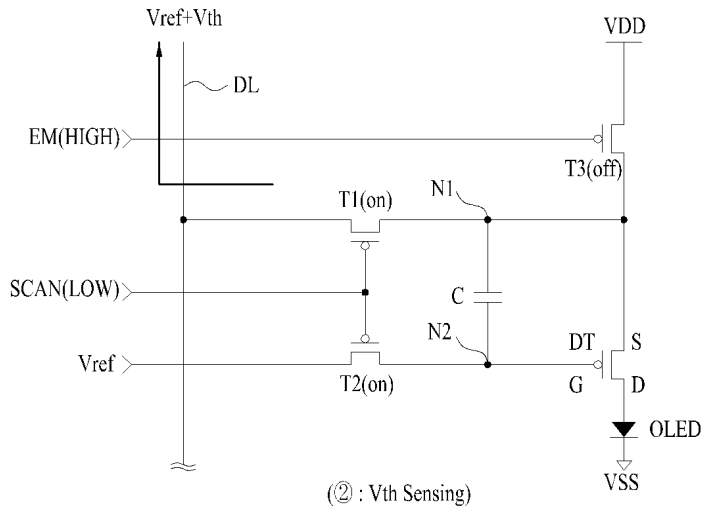 Vref+Vth
VDD
DL
EM(HIGH)
T3(off)
T1(on)
N1
SCAN(LOW)
C
N2
DT
S
Vref
T2(on)
G
D
OLED
VSS
(② : Vth Sensing)